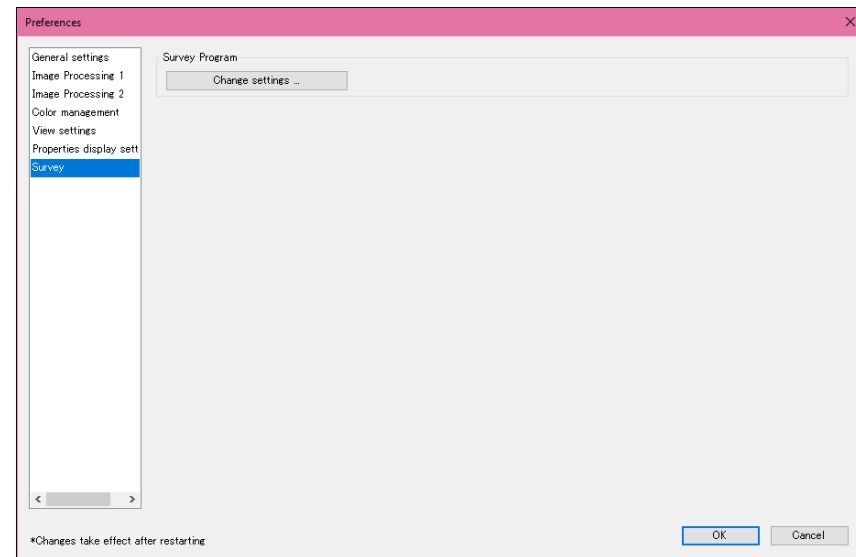 Preferences
General settings
Image Processing 1
Image Processing 2
Color management
View settings
Properties display sett
Survey
Survey Program
Change settings ...
*Changes take effect after restarting
OK
Cancel